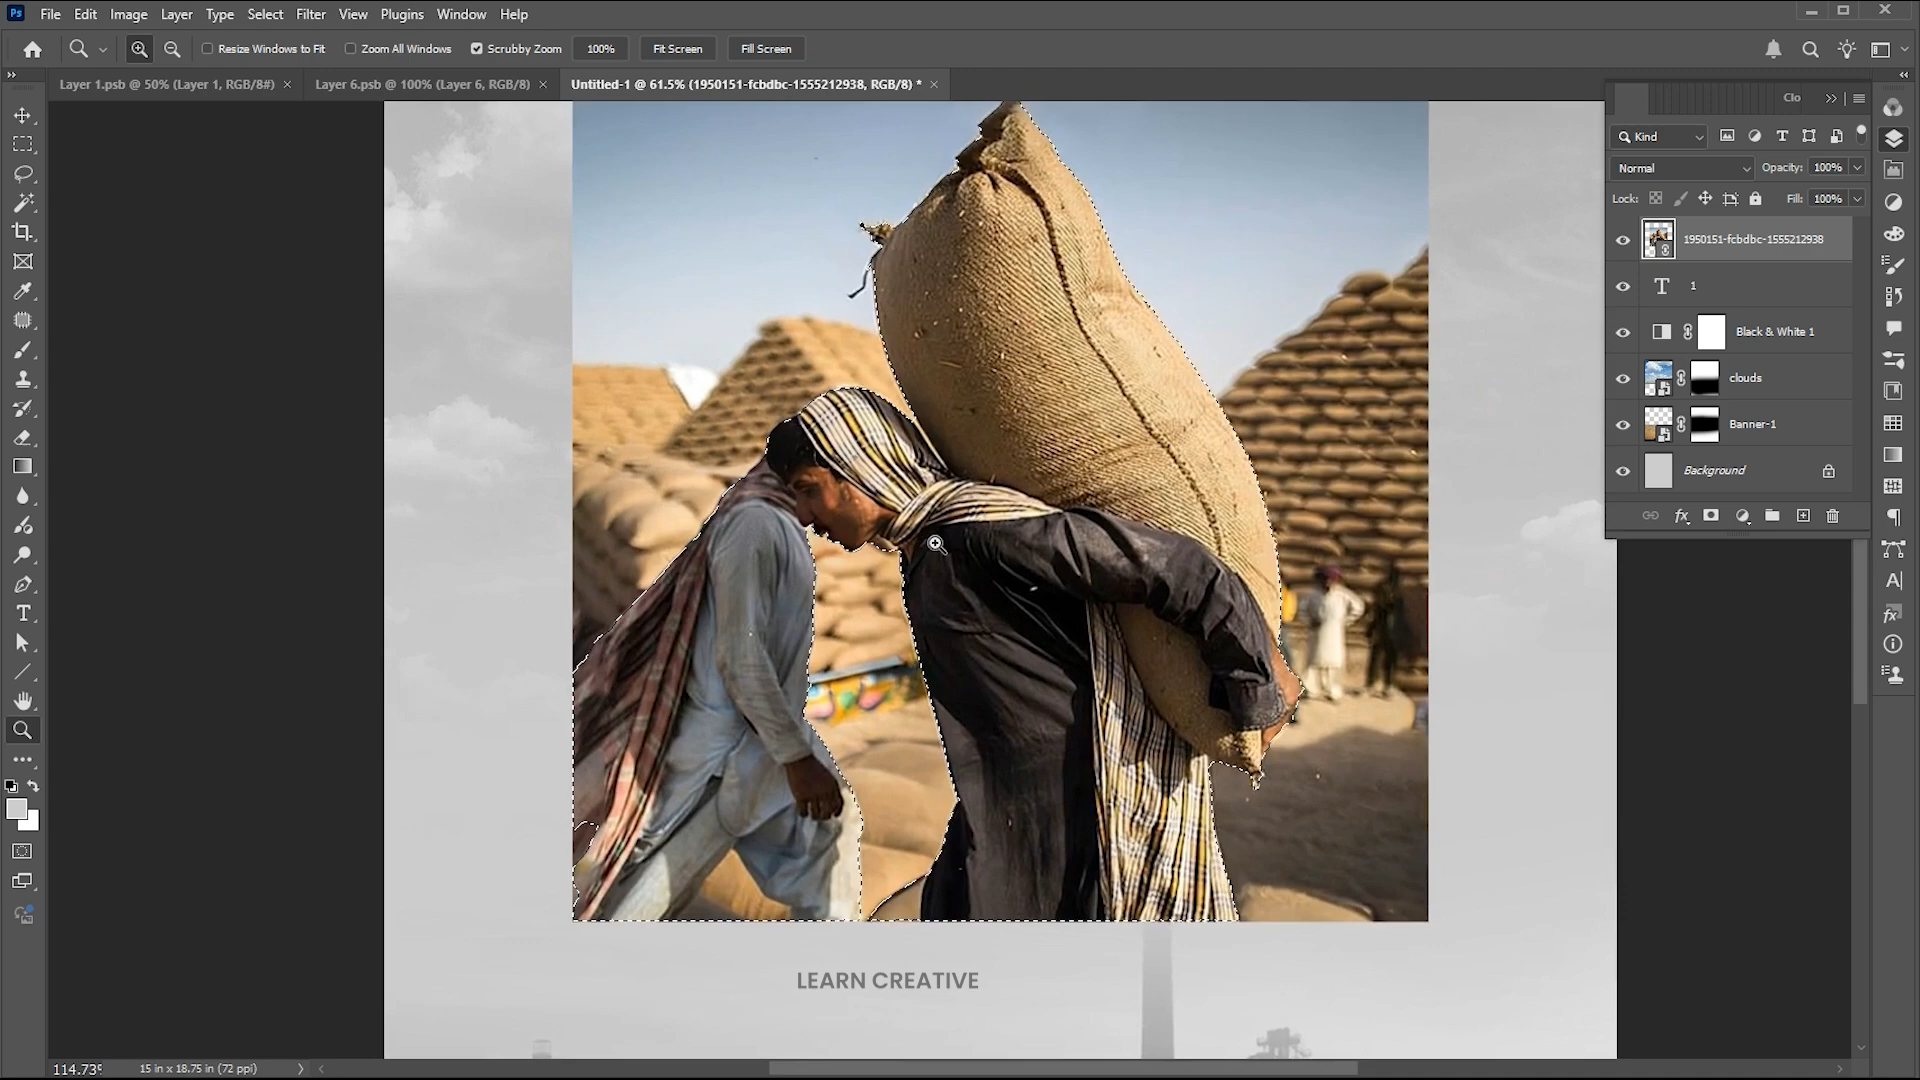 Ps File Edit Image Layer Type Select Filter View Plugins Window Help
Resize Windows to Fit Zoom All Windows Scrubby Zoom 100% Fit Screen Fill Screen
Layer 1.psb @ 50% (Layer 1, RGB/8#) × Layer 6.psb @ 100% (Layer 6, RGB/8) × Untitled-1 @ 61.5% (1950151-fcbdbc-1555212938, RGB/8) * ×
Clo
Kind
Normal Opacity: 100%
Lock: Fill: 100%
1950151-fcbdbc-1555212938
T 1
Black & White 1
clouds
Banner-1
Background
LEARN CREATIVE
114.73% 15 in x 18.75 in (72 ppi)